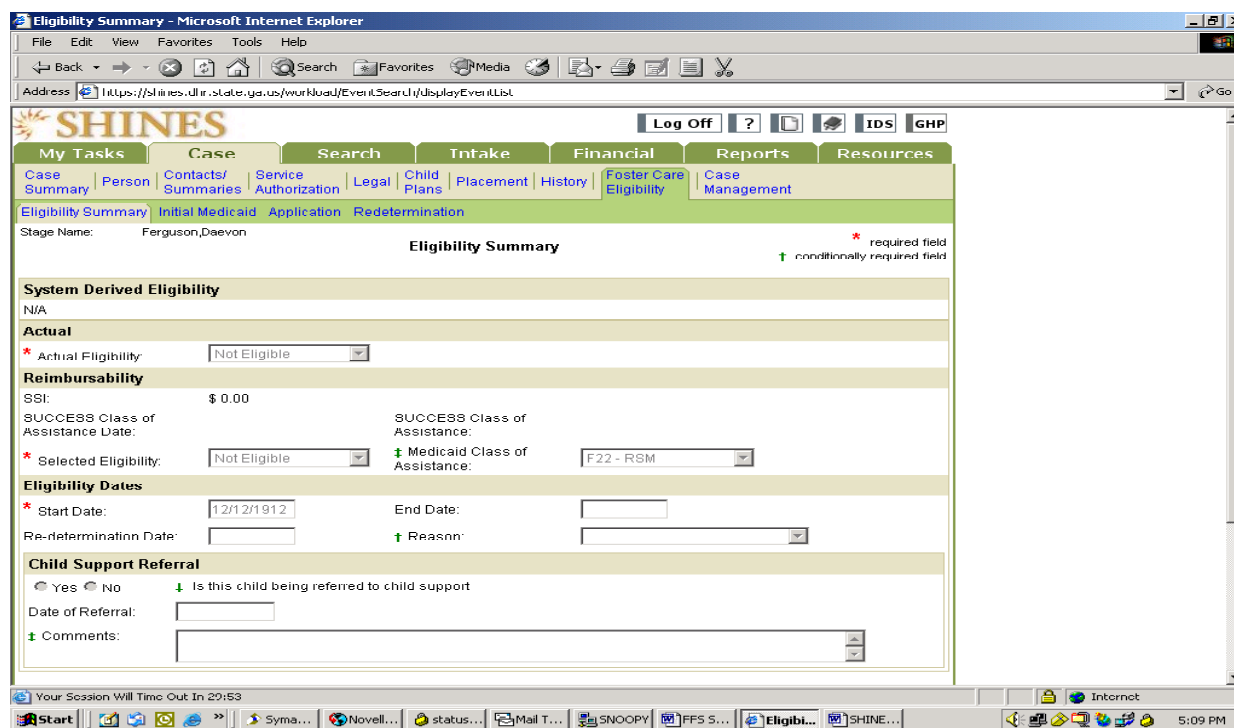 Eligibility Summary - Microsoft Internet Explorer
File Edit View Favorites Tools Help
Back Search Favorites Media
Address https://shines.dhr.state.ga.us/workload/EventSearch/displayEventList Go
SHINES Log Off ? IDS GHP
My Tasks Case Search Intake Financial Reports Resources
Case Summary Person Contacts/ Summaries Service Authorization Legal Child Plans Placement History Foster Care Eligibility Case Management
Eligibility Summary Initial Medicaid Application Redetermination
Stage Name: Ferguson,Daevon
Eligibility Summary
* required field
† conditionally required field
System Derived Eligibility
N/A
Actual
* Actual Eligibility: Not Eligible
Reimbursability
SSI: $ 0.00
SUCCESS Class of Assistance Date: SUCCESS Class of Assistance:
* Selected Eligibility: Not Eligible ‡ Medicaid Class of Assistance: F22 - RSM
Eligibility Dates
* Start Date: 12/12/1912 End Date:
Re-determination Date: † Reason:
Child Support Referral
Yes No Is this child being referred to child support
Date of Referral:
‡ Comments:
Your Session Will Time Out In 29:53 Internet
Start » Syma... Novell... status... Mail T... SNOOPY FFS S... Eligibi... SHINE... 5:09 PM